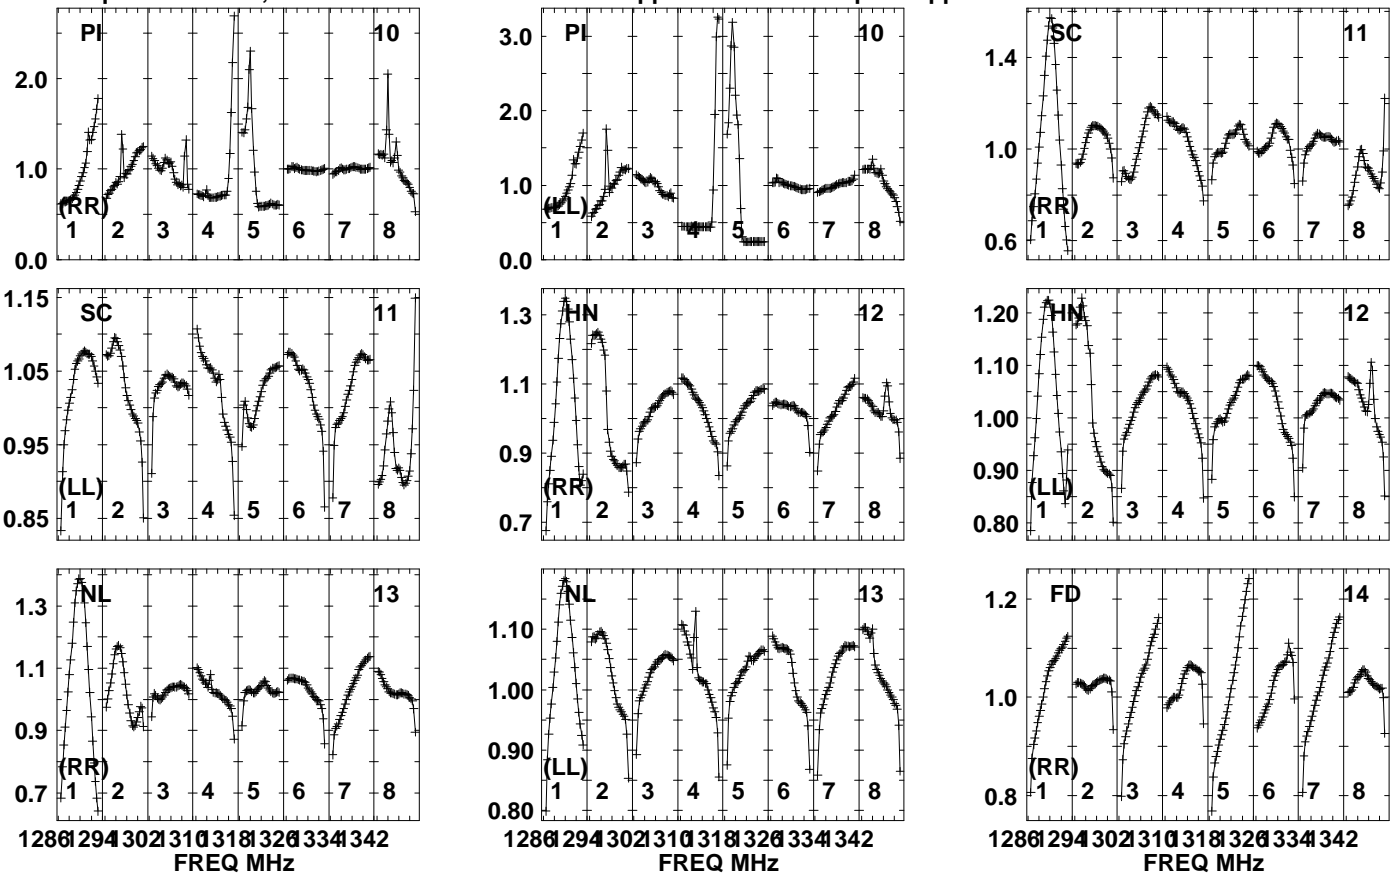 PI 10
2.0
1.0
0.0
(RR)
1 2 3 4 5 6 7 8
PI 10
3.0
2.0
1.0
0.0
(LL)
1 2 3 4 5 6 7 8
SC 11
1.4
1.0
0.6
(RR)
1 2 3 4 5 6 7 8
SC 11
1.15
1.05
0.95
0.85
(LL)
1 2 3 4 5 6 7 8
HN 12
1.3
1.1
0.9
0.7
(RR)
1 2 3 4 5 6 7 8
HN 12
1.20
1.10
1.00
0.90
0.80
(LL)
1 2 3 4 5 6 7 8
NL 13
1.3
1.1
0.9
0.7
(RR)
1 2 3 4 5 6 7 8
1286 1294 1302 1310 1318 1326 1334 1342
FREQ MHz
NL 13
1.10
1.00
0.90
0.80
(LL)
1 2 3 4 5 6 7 8
1286 1294 1302 1310 1318 1326 1334 1342
FREQ MHz
FD 14
1.2
1.0
0.8
(RR)
1 2 3 4 5 6 7 8
1286 1294 1302 1310 1318 1326 1334 1342
FREQ MHz